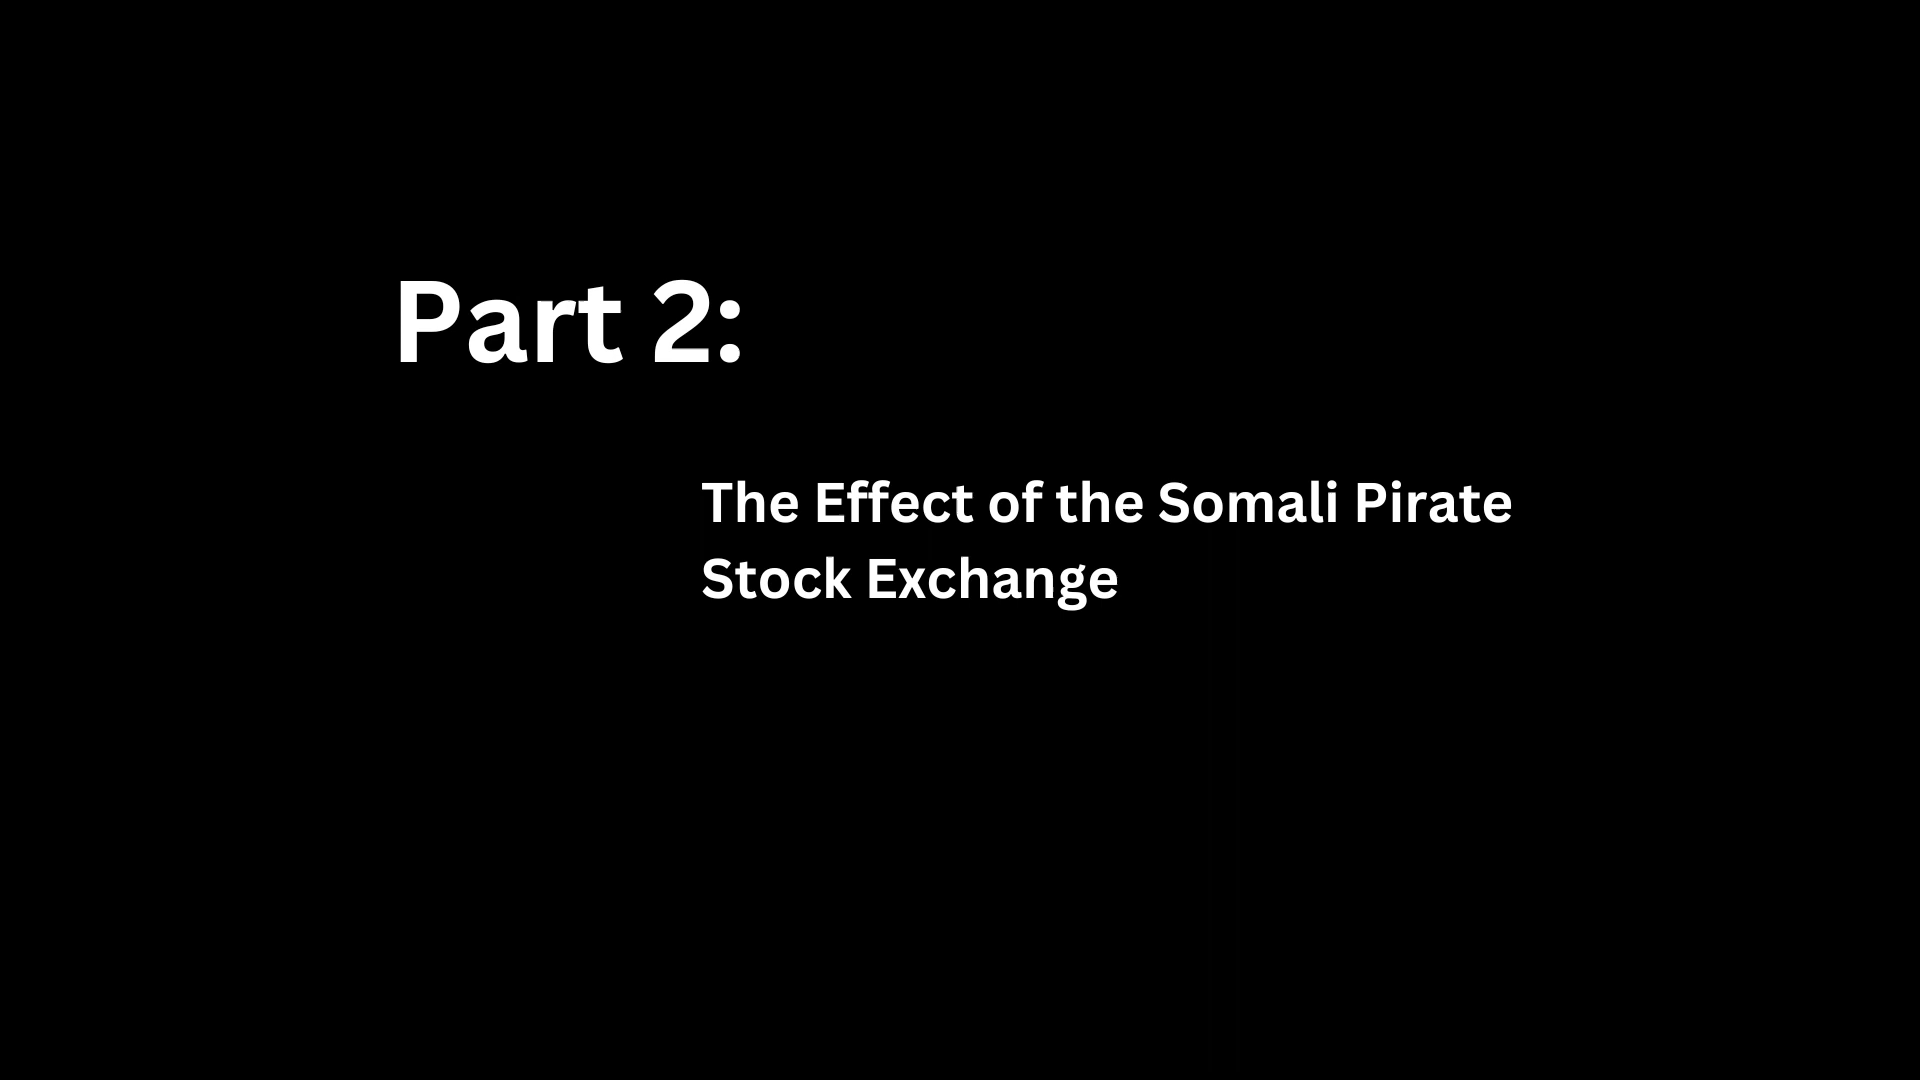 Part 2:
The Effect of the Somali Pirate
Stock Exchange